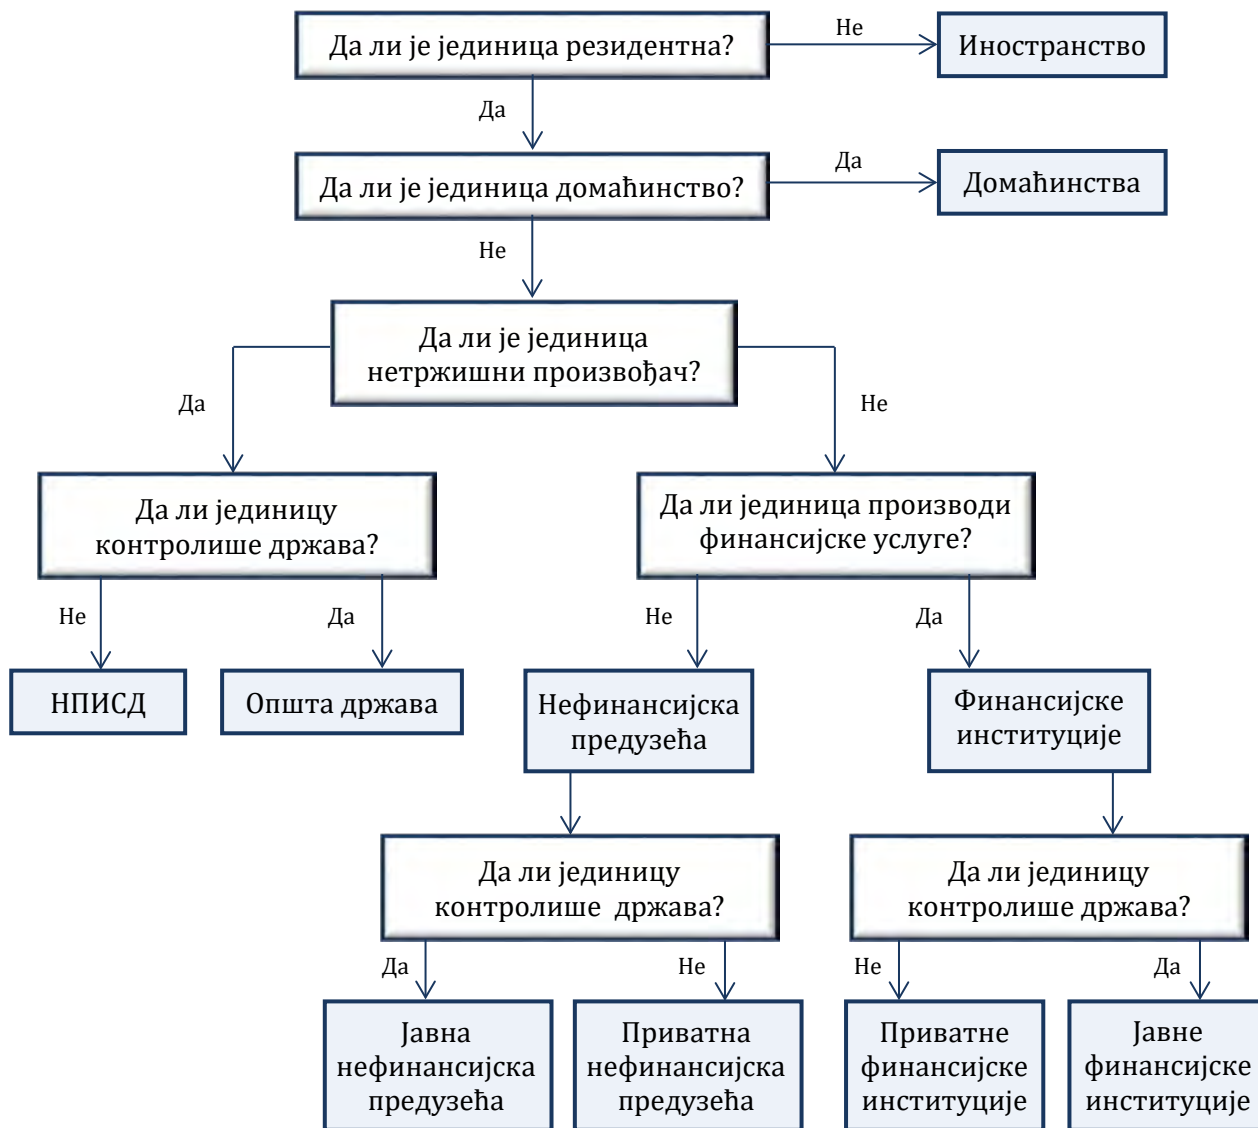 Да ли је јединица резидентна?
Не
Иностранство
Да
Да ли је јединица домаћинство?
Да
Домаћинства
Не
Да ли је јединица
нетржишни произвођач?
Да
Не
Да ли јединицу
контролише држава?
Да ли јединица производи
финансијске услуге?
Не
Да
Не
Да
НПИСД
Општа држава
Нефинансијска
предузећа
Финансијске
институције
Да ли јединицу
контролише држава?
Да ли јединицу
контролише држава?
Да
Не
Не
Да
Јавна
нефинансијска
предузећа
Приватна
нефинансијска
предузећа
Приватне
финансијске
институције
Јавне
финансијске
институције